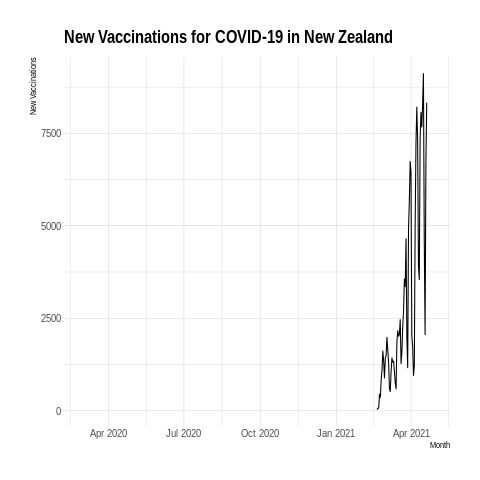 New Vaccinations for COVID-19 in New Zealand
New Vaccinations
7500
5000
2500
0
Apr 2020 Jul 2020 Oct 2020 Jan 2021 Apr 2021
Month